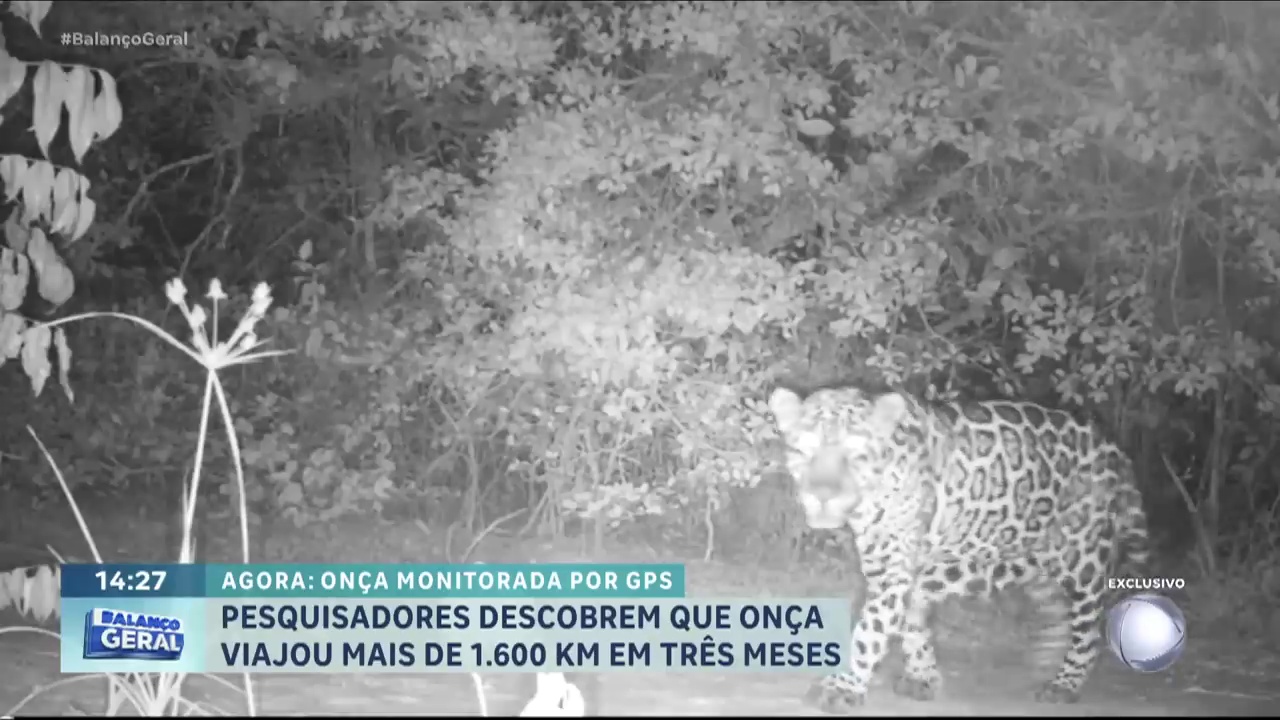 #BalançoGeral
14:27
AGORA: ONÇA MONITORADA POR GPS
BALANÇO
GERAL
PESQUISADORES DESCOBREM QUE ONÇA
VIAJOU MAIS DE 1.600 KM EM TRÊS MESES
EXCLUSIVO